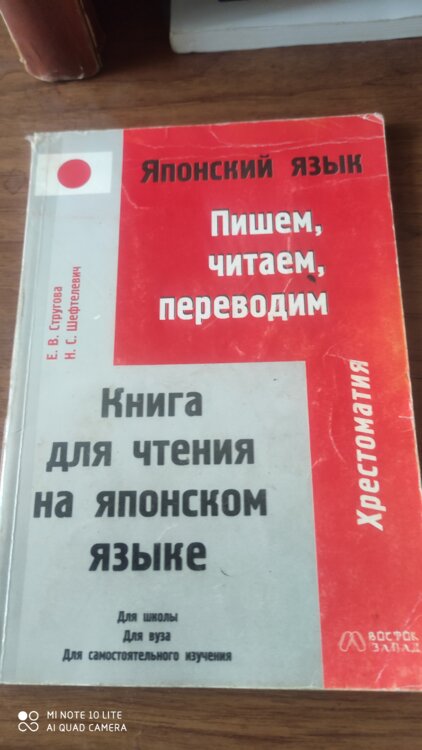 Японский язык
Пишем,
читаем,
переводим
Е. В. Стругова
Н. С. Шефтелевич
Книга
для чтения
на японском
языке
Хрестоматия
Для школы
Для вуза
Для самостоятельного изучения
ВОСТОК
ЗАПАД
MI NOTE 10 LITE
AI QUAD CAMERA